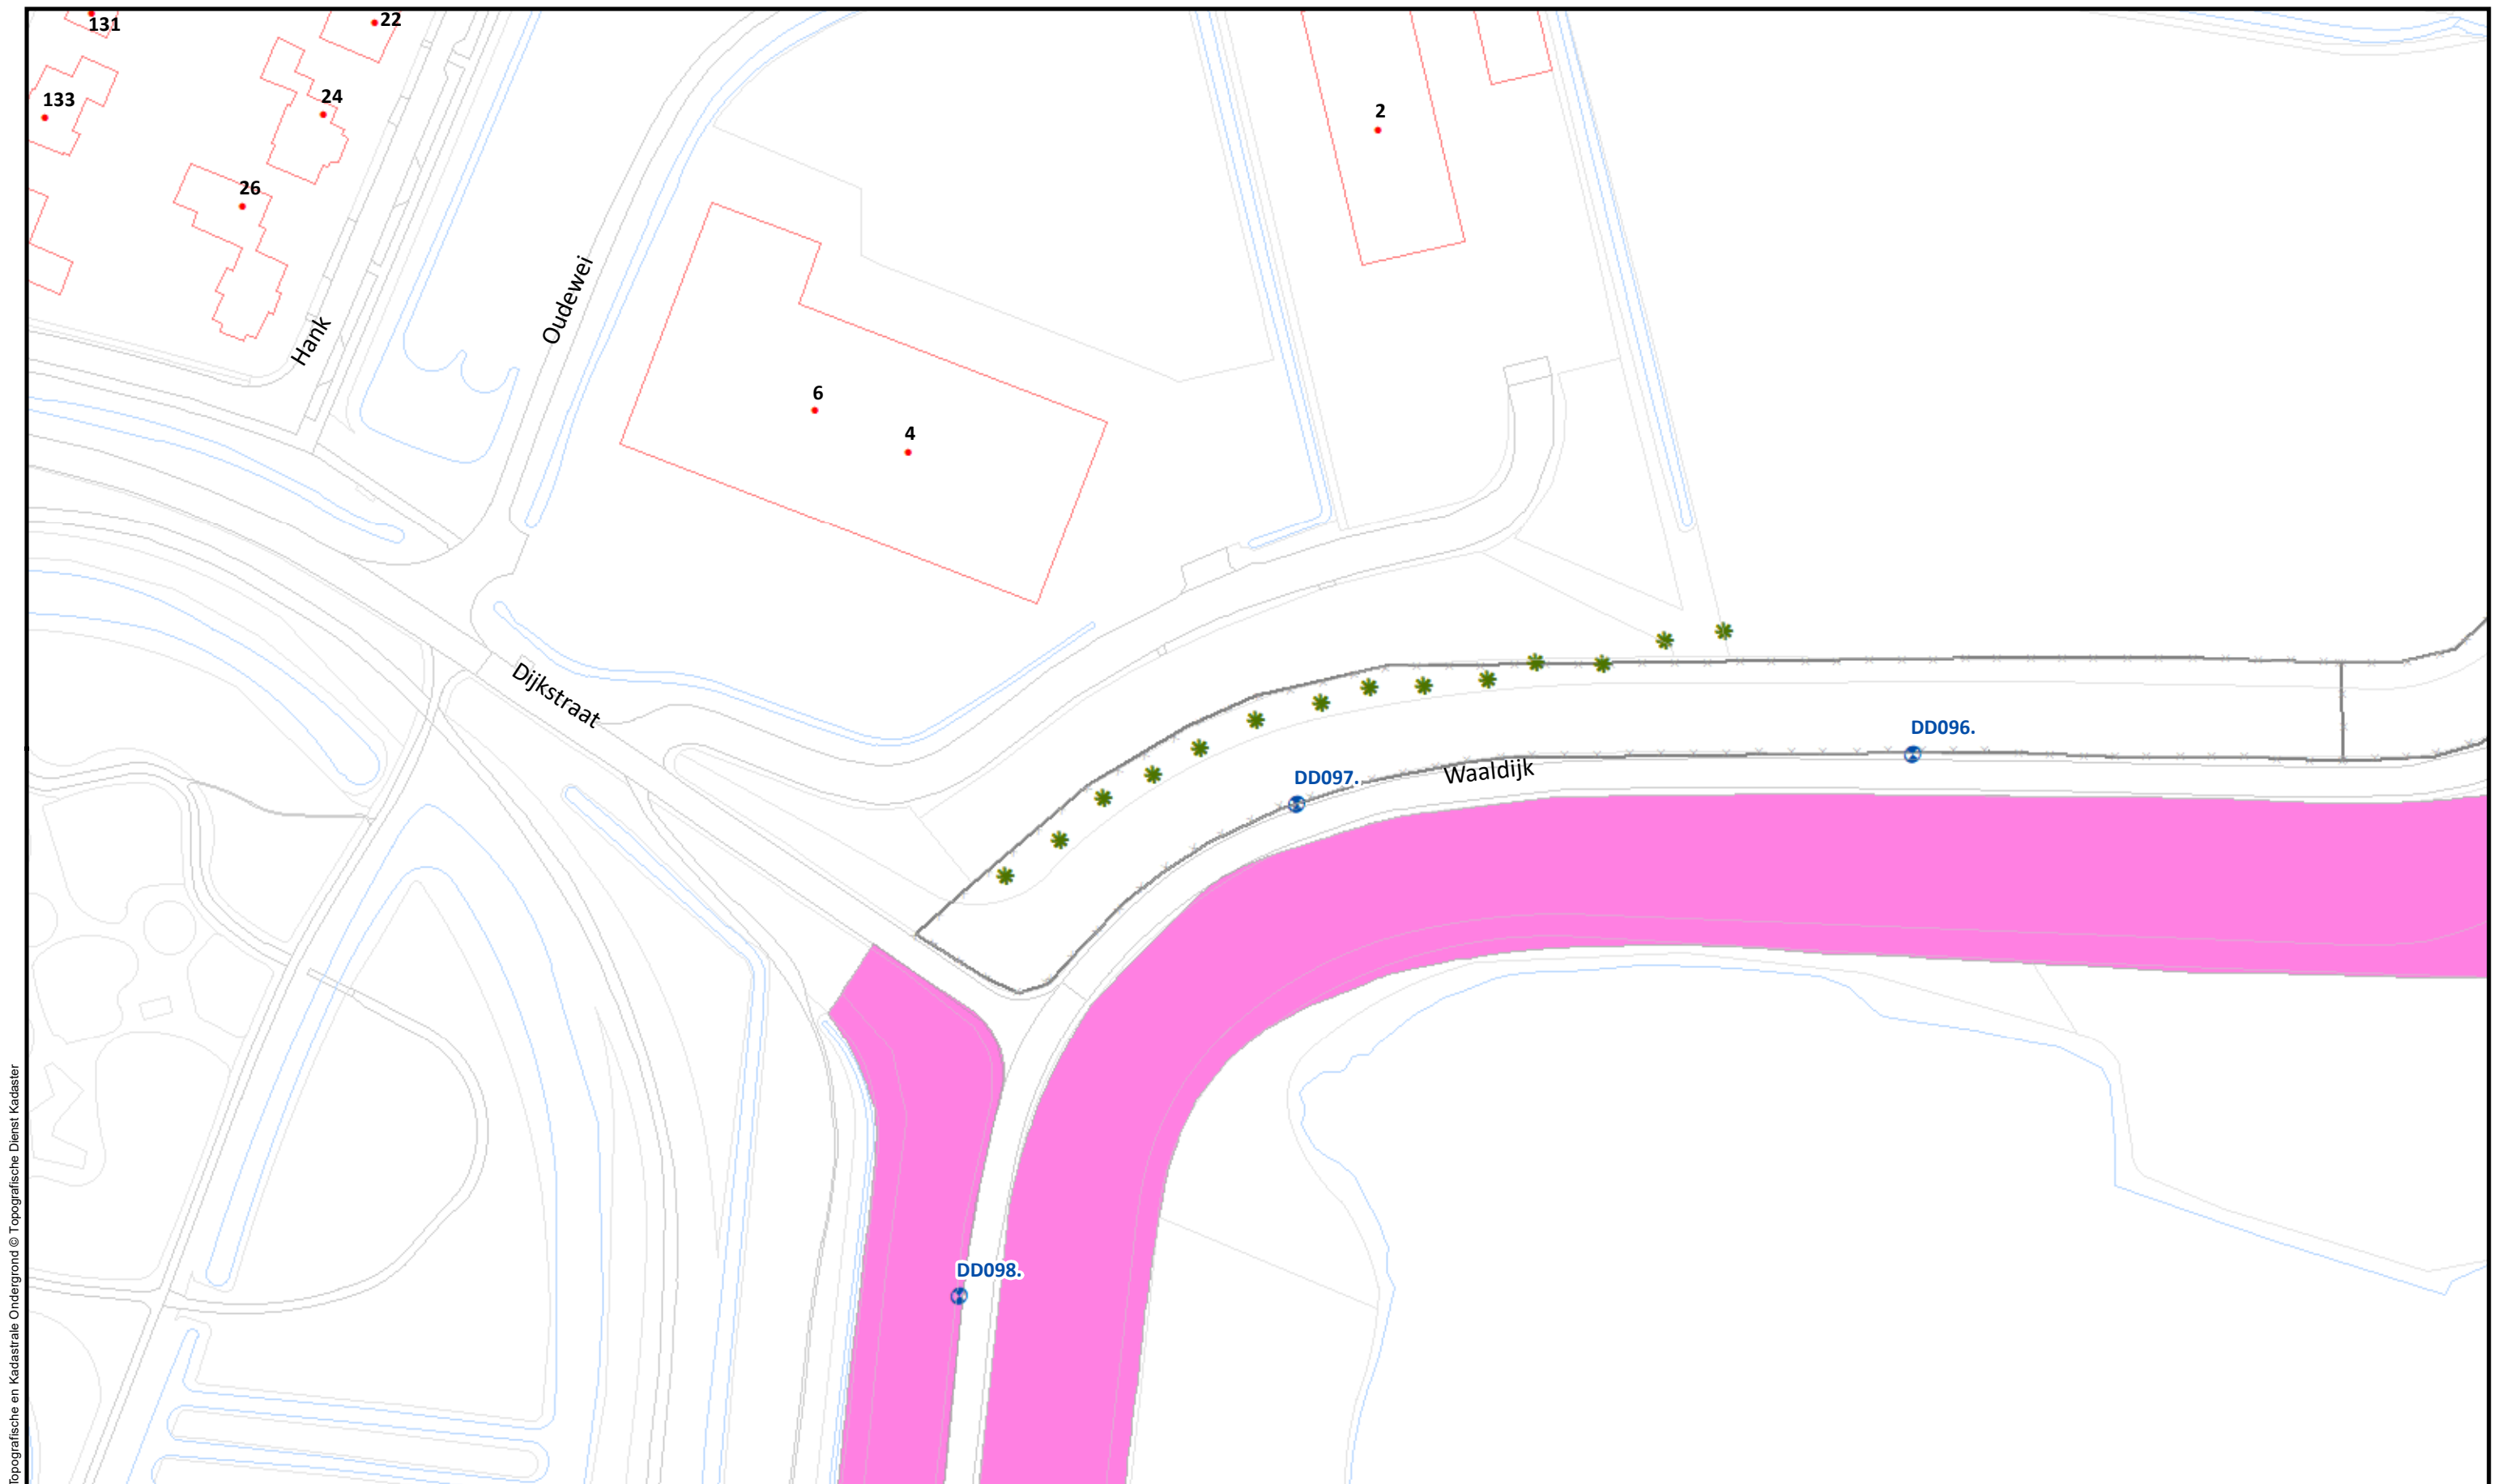 131
22
133
24
2
26
Oudewei
Hank
6
4
Dijkstraat
DD096.
DD097.
Waaldijk
DD098.
Topografische en Kadastrale Ondergrond © Topografische Dienst Kadaster